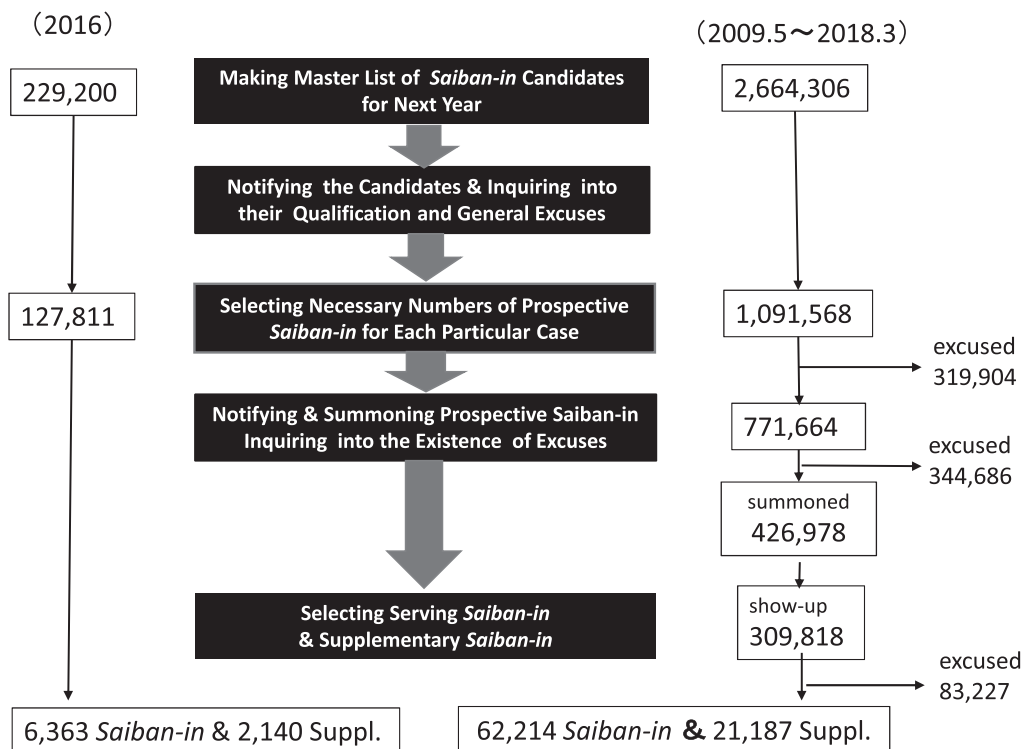 (2016)
(2009.5～2018.3)
229,200
Making Master List of Saiban-in Candidates
for Next Year
2,664,306
Notifying the Candidates & Inquiring into
their Qualification and General Excuses
127,811
Selecting Necessary Numbers of Prospective
Saiban-in for Each Particular Case
1,091,568
excused
319,904
Notifying & Summoning Prospective Saiban-in
Inquiring into the Existence of Excuses
771,664
excused
344,686
summoned
426,978
Selecting Serving Saiban-in
& Supplementary Saiban-in
show-up
309,818
excused
83,227
6,363 Saiban-in & 2,140 Suppl.
62,214 Saiban-in & 21,187 Suppl.